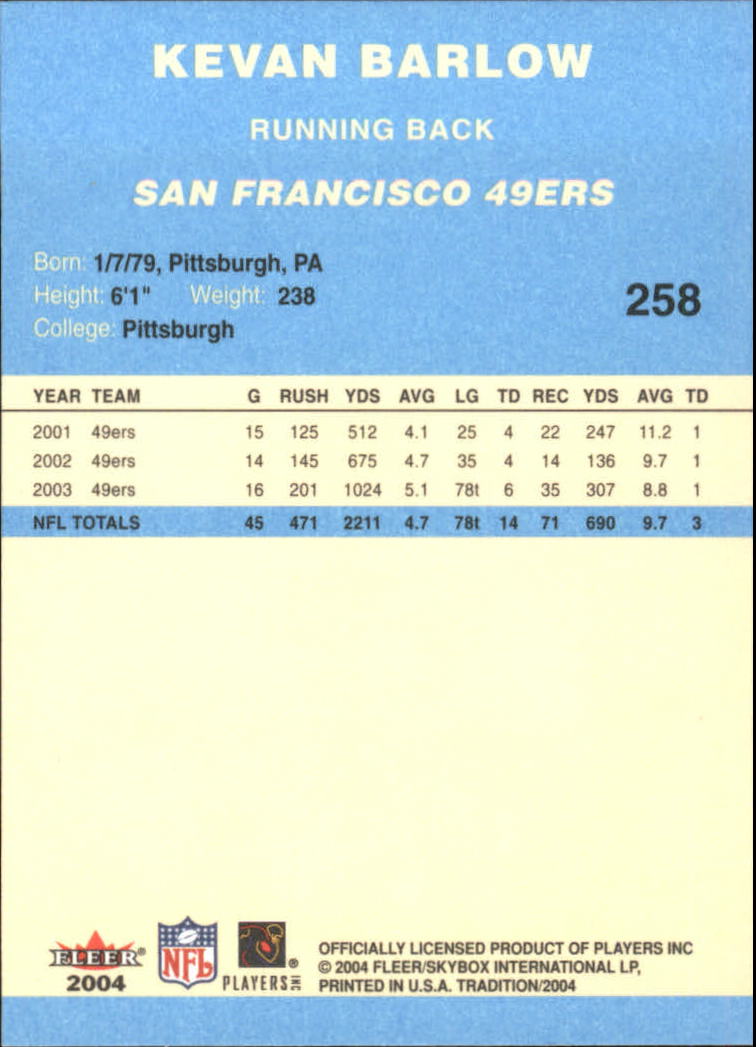 KEVAN BARLOW
RUNNING BACK
SAN FRANCISCO 49ERS
Born: 1/7/79, Pittsburgh, PA
Height: 6'1" Weight: 238
College: Pittsburgh
258
YEAR TEAM G RUSH YDS AVG LG TD REC YDS AVG TD
2001 49ers 15 125 512 4.1 25 4 22 247 11.2 1
2002 49ers 14 145 675 4.7 35 4 14 136 9.7 1
2003 49ers 16 201 1024 5.1 78t 6 35 307 8.8 1
NFL TOTALS 45 471 2211 4.7 78t 14 71 690 9.7 3
FLEER®
2004
NFL
PLAYERS INC ®
OFFICIALLY LICENSED PRODUCT OF PLAYERS INC
© 2004 FLEER/SKYBOX INTERNATIONAL LP,
PRINTED IN U.S.A. TRADITION/2004